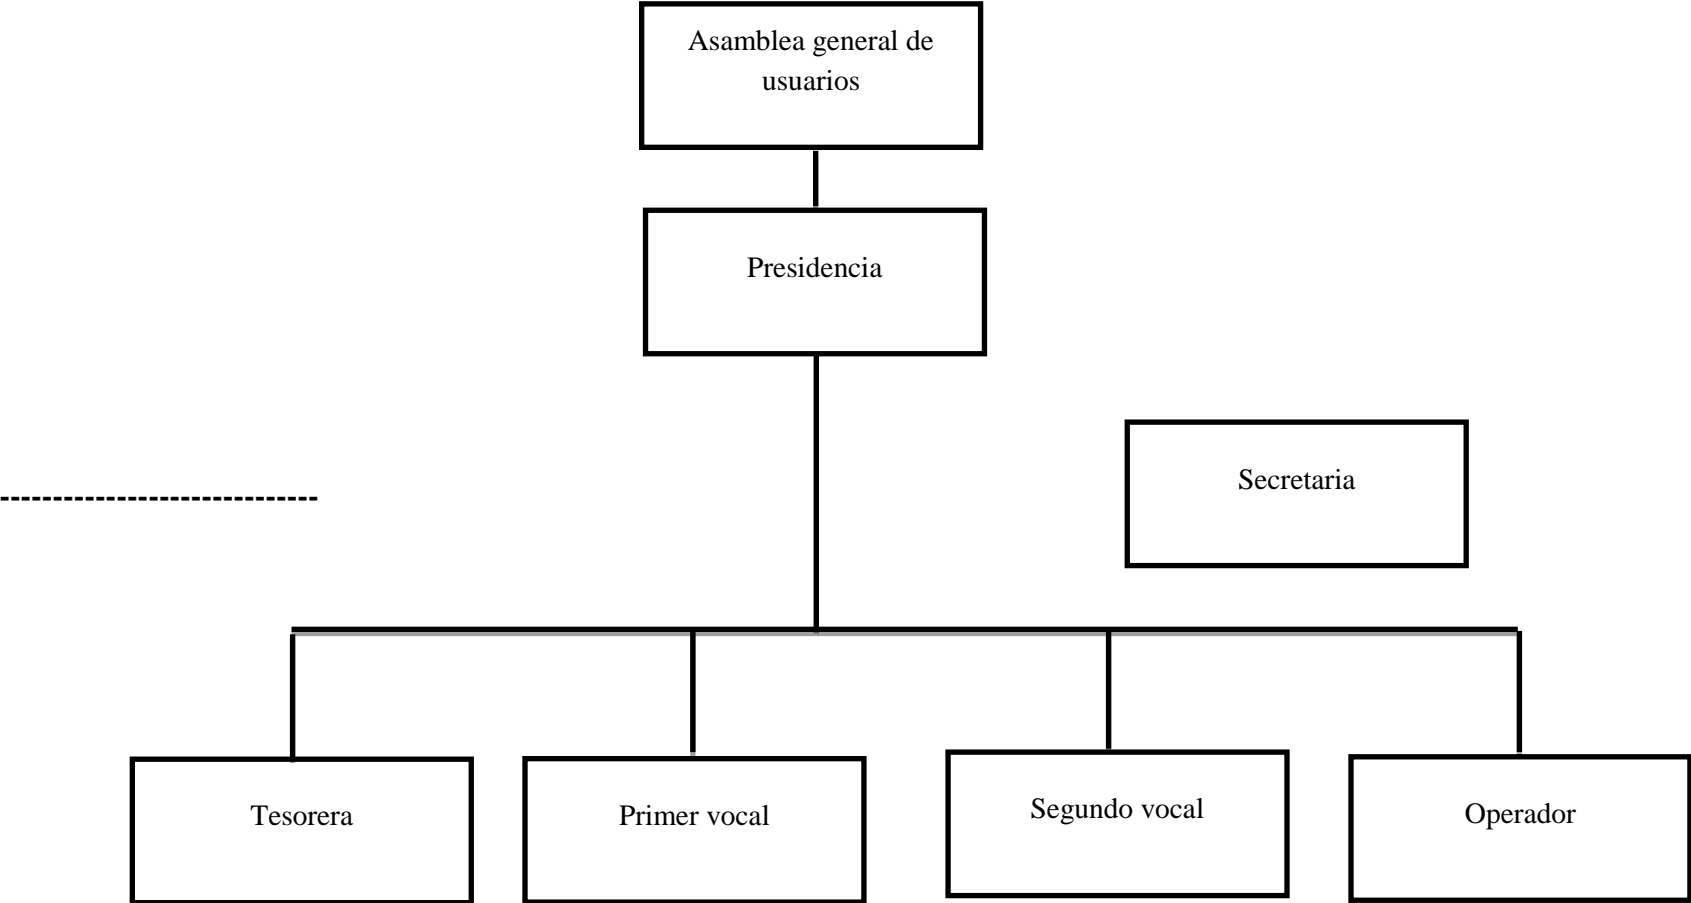 Asamblea general de
usuarios
Presidencia
Secretaria
Tesorera
Primer vocal
Segundo vocal
Operador